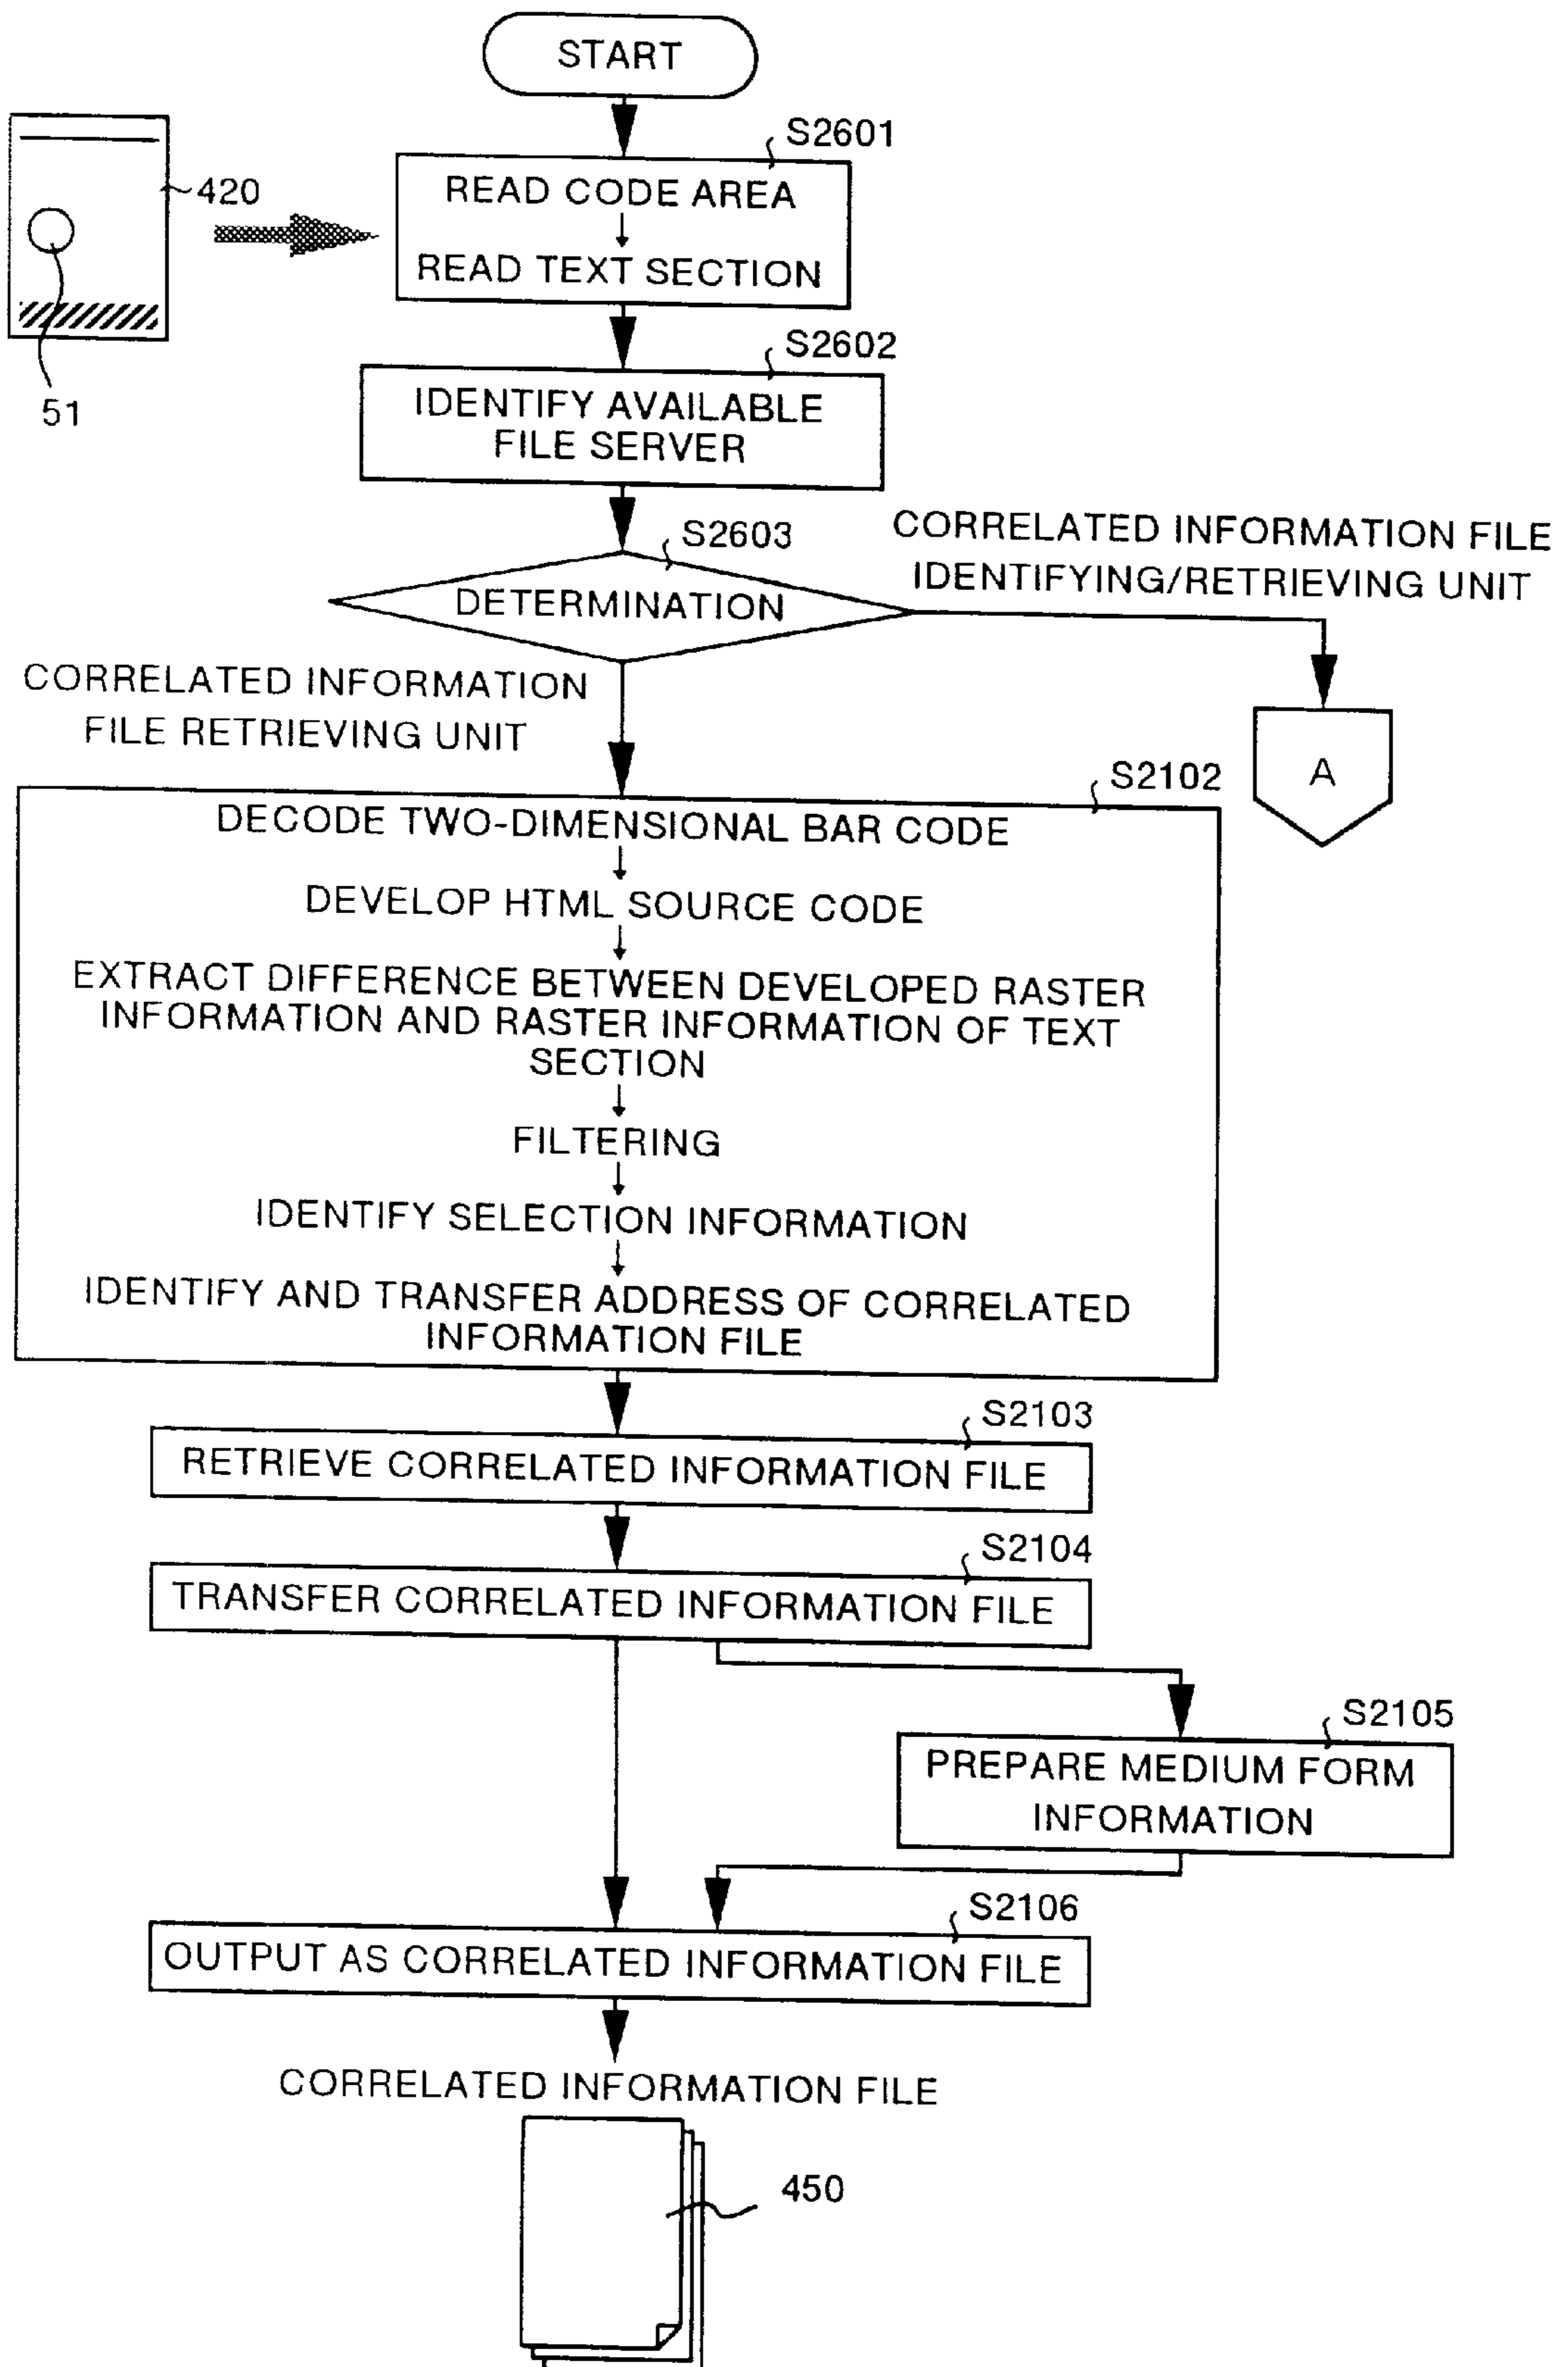 START
S2601
READ CODE AREA
420
READ TEXT SECTION
S2602
51
IDENTIFY AVAILABLE
FILE SERVER
S2603
CORRELATED INFORMATION FILE
IDENTIFYING/RETRIEVING UNIT
DETERMINATION
CORRELATED INFORMATION
FILE RETRIEVING UNIT
A
S2102
DECODE TWO-DIMENSIONAL BAR CODE
DEVELOP HTML SOURCE CODE
EXTRACT DIFFERENCE BETWEEN DEVELOPED RASTER
INFORMATION AND RASTER INFORMATION OF TEXT
SECTION
FILTERING
IDENTIFY SELECTION INFORMATION
IDENTIFY AND TRANSFER ADDRESS OF CORRELATED
INFORMATION FILE
S2103
RETRIEVE CORRELATED INFORMATION FILE
S2104
TRANSFER CORRELATED INFORMATION FILE
S2105
PREPARE MEDIUM FORM
INFORMATION
S2106
OUTPUT AS CORRELATED INFORMATION FILE
CORRELATED INFORMATION FILE
450